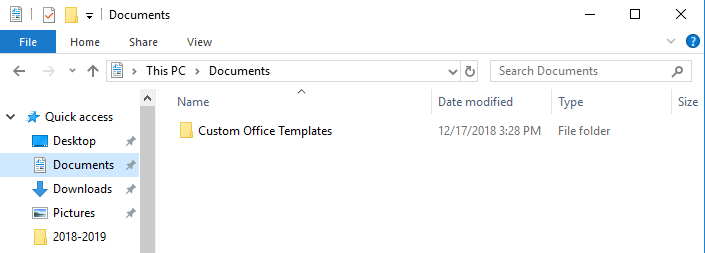 Documents
File Home Share View
This PC > Documents
Search Documents
Name Date modified Type Size
Quick access
Desktop
Documents
Downloads
Pictures
2018-2019
Custom Office Templates 12/17/2018 3:28 PM File folder